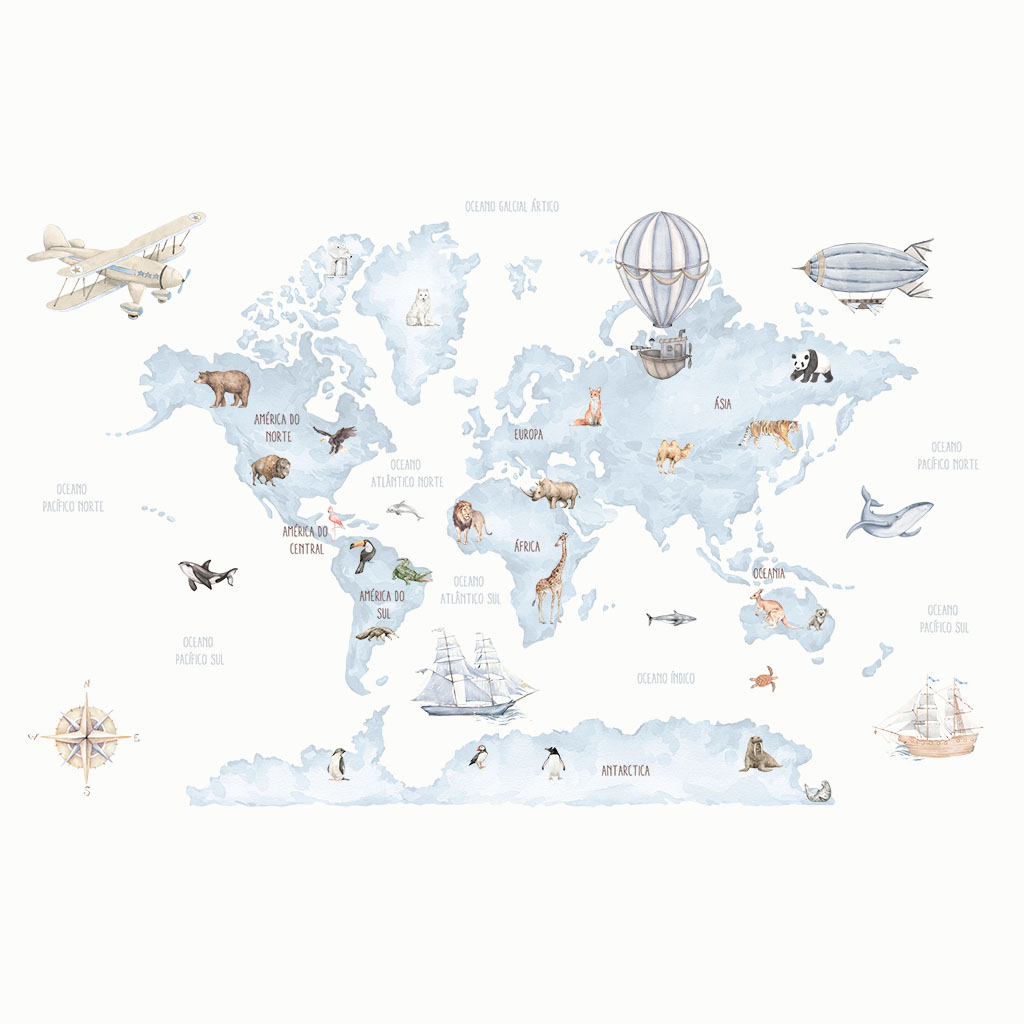 OCEANO GALCIAL ÁRTICO
AMÉRICA DO
NORTE
EUROPA
ÁSIA
OCEANO
ATLÂNTICO NORTE
OCEANO
PACÍFICO NORTE
OCEANO
PACÍFICO NORTE
AMÉRICA DO
CENTRAL
ÁFRICA
OCEANIA
AMÉRICA DO
SUL
OCEANO
ATLÂNTICO SUL
OCEANO
PACÍFICO SUL
OCEANO
PACÍFICO SUL
OCEANO ÍNDICO
N
W E
S
ANTARCTICA